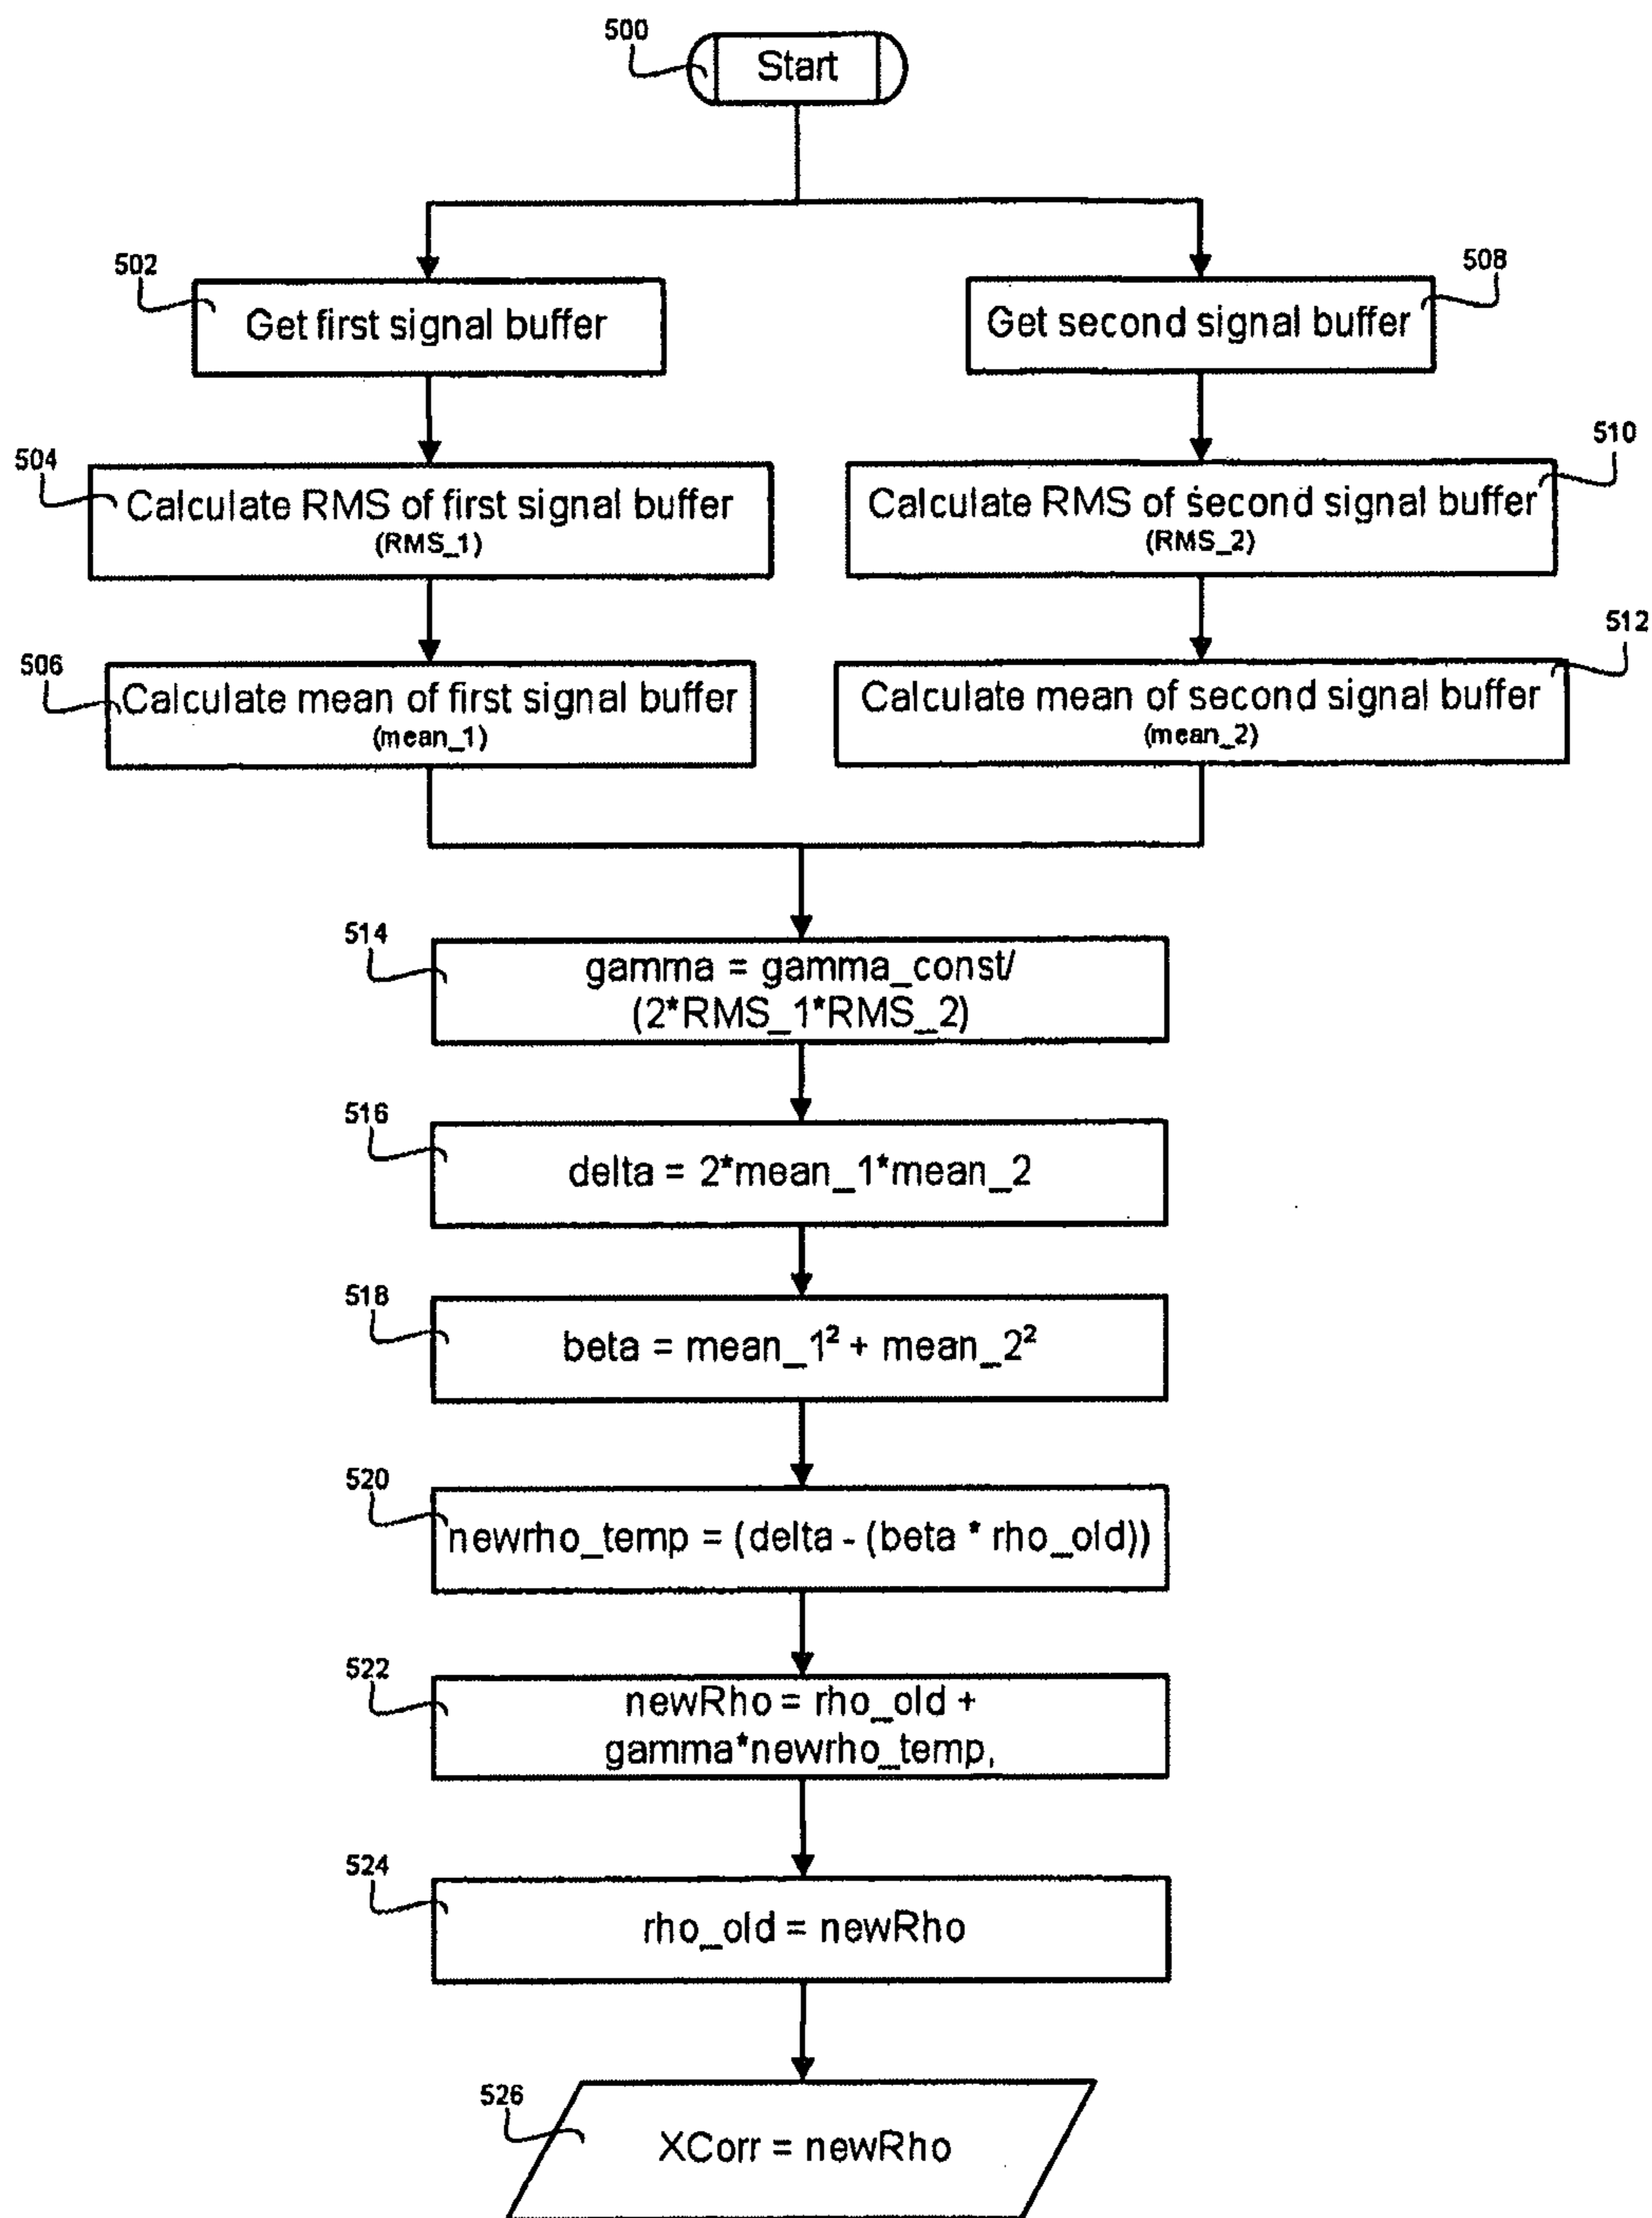 500
Start
502
Get first signal buffer
508
Get second signal buffer
504
Calculate RMS of first signal buffer
(RMS_1)
510
Calculate RMS of second signal buffer
(RMS_2)
506
Calculate mean of first signal buffer
(mean_1)
512
Calculate mean of second signal buffer
(mean_2)
514
gamma = gamma_const/
(2*RMS_1*RMS_2)
516
delta = 2*mean_1*mean_2
518
beta = mean_1² + mean_2²
520
newrho_temp = (delta - (beta * rho_old))
522
newRho = rho_old +
gamma*newrho_temp,
524
rho_old = newRho
526
XCorr = newRho